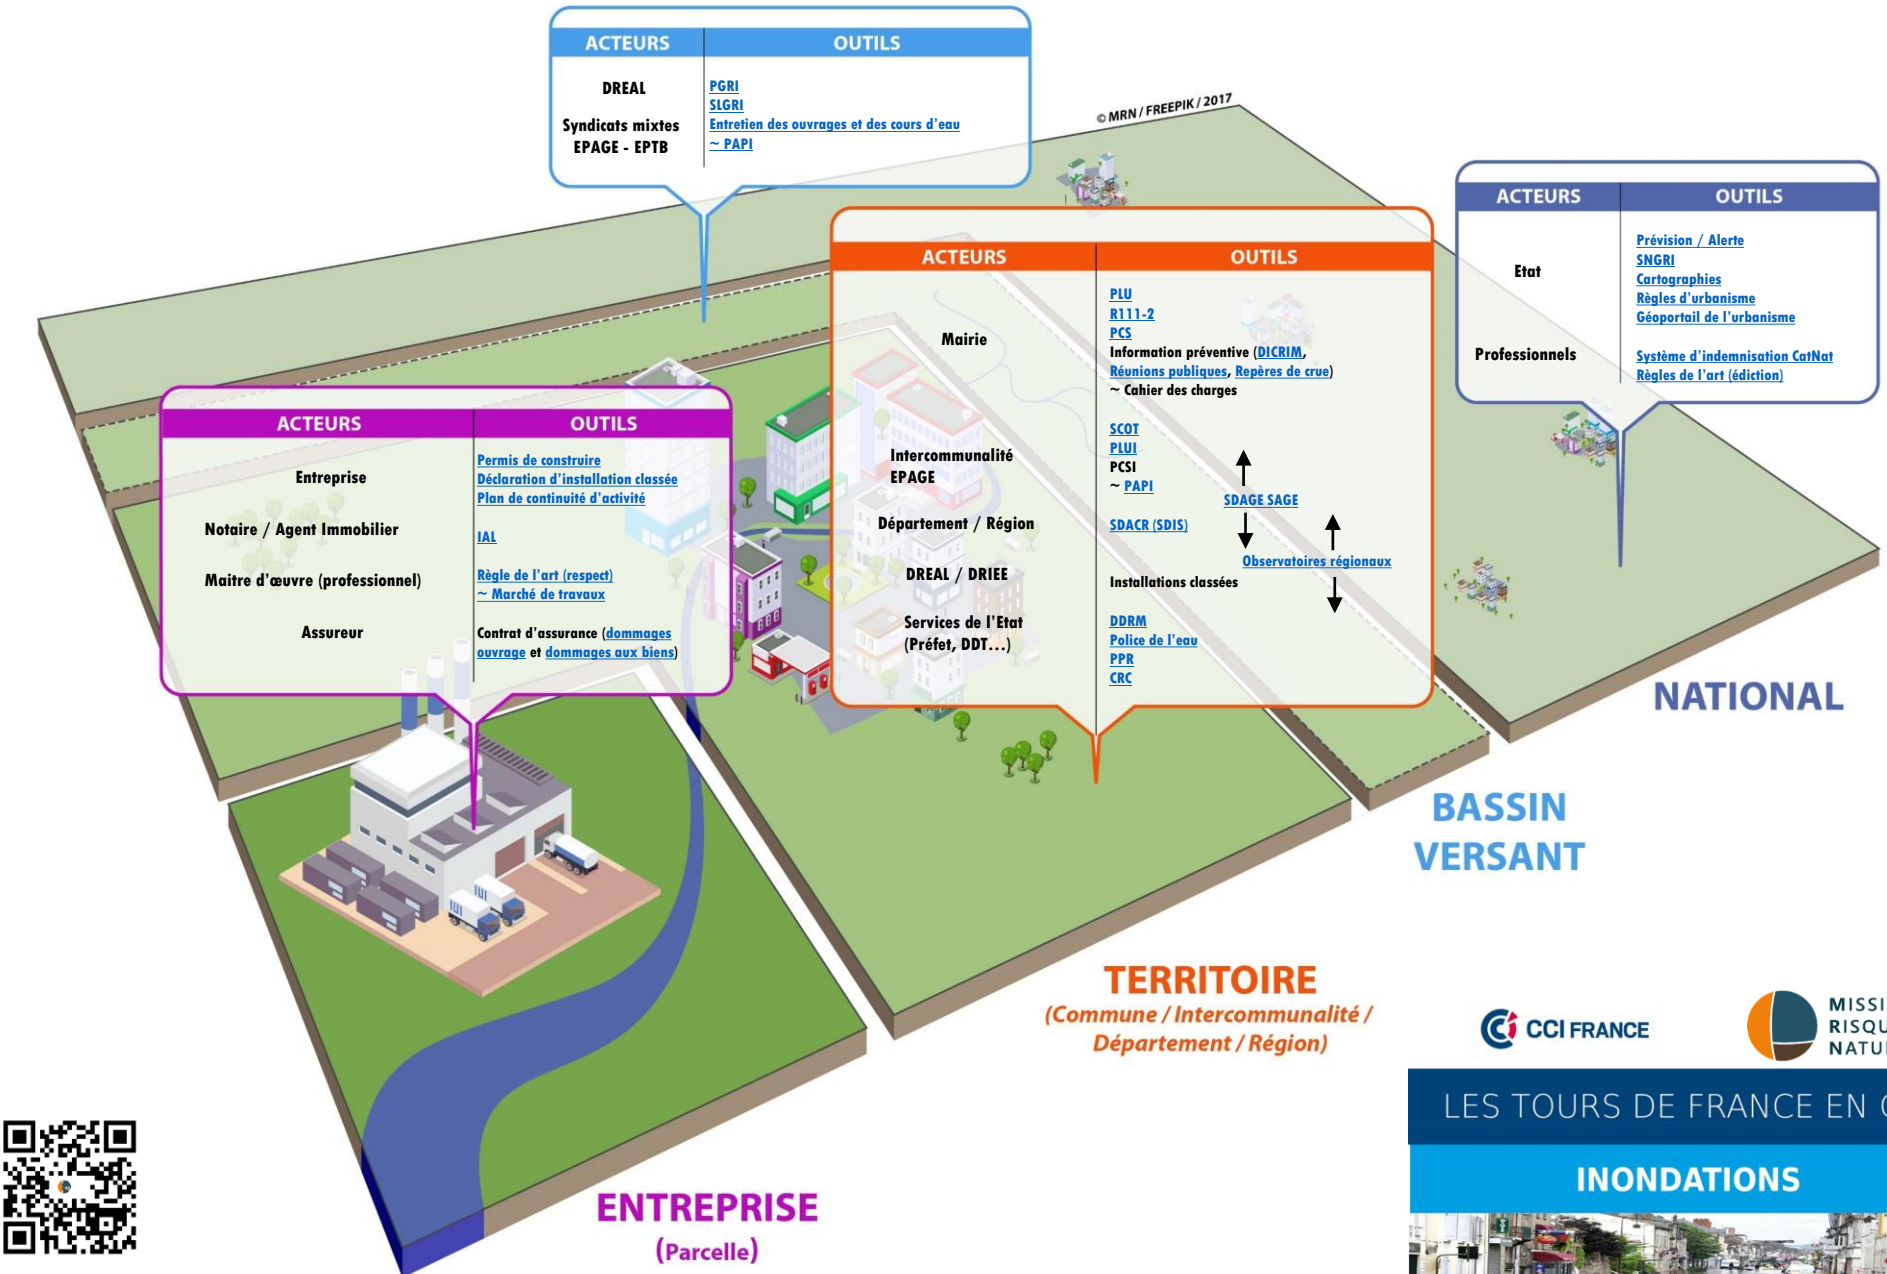 ACTEURS OUTILS
DREAL
Syndicats mixtes
EPAGE - EPTB
PGRI
SLGRI
Entretien des ouvrages et des cours d'eau
~ PAPI
© MRN / FREEPIK / 2017
ACTEURS OUTILS
Etat
Prévision / Alerte
SNGRI
Cartographies
Règles d'urbanisme
Géoportail de l'urbanisme
Professionnels
Système d'indemnisation CatNat
Règles de l'art (édiction)
ACTEURS OUTILS
Mairie
PLU
R111-2
PCS
Information préventive (DICRIM,
Réunions publiques, Repères de crue)
~ Cahier des charges
Intercommunalité
EPAGE
SCOT
PLUI
PCSI
~ PAPI
SDAGE SAGE
Département / Région
SDACR (SDIS)
Observatoires régionaux
DREAL / DRIEE
Installations classées
Services de l'Etat
(Préfet, DDT...)
DDRM
Police de l'eau
PPR
CRC
ACTEURS OUTILS
Entreprise
Permis de construire
Déclaration d'installation classée
Plan de continuité d'activité
Notaire / Agent Immobilier
IAL
Maitre d'œuvre (professionnel)
Règle de l'art (respect)
~ Marché de travaux
Assureur
Contrat d'assurance (dommages
ouvrage et dommages aux biens)
NATIONAL
BASSIN
VERSANT
TERRITOIRE
(Commune / Intercommunalité /
Département / Région)
ENTREPRISE
(Parcelle)
CCI FRANCE
MISSI
RISQU
NATU
LES TOURS DE FRANCE EN
INONDATIONS